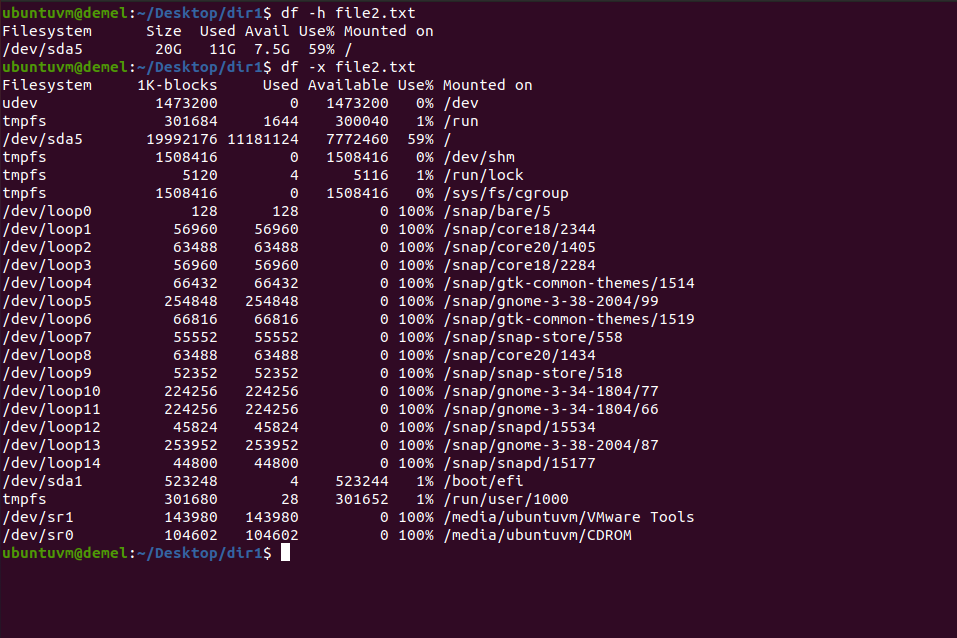 ubuntuvm@demel:~/Desktop/dir1$ df -h file2.txt
Filesystem      Size  Used Avail Use% Mounted on
/dev/sda5        20G   11G  7.5G  59% /
ubuntuvm@demel:~/Desktop/dir1$ df -x file2.txt
Filesystem     1K-blocks     Used Available Use% Mounted on
udev             1473200        0   1473200   0% /dev
tmpfs             301684     1644    300040   1% /run
/dev/sda5       19992176 11181124   7772460  59% /
tmpfs            1508416        0   1508416   0% /dev/shm
tmpfs               5120        4      5116   1% /run/lock
tmpfs            1508416        0   1508416   0% /sys/fs/cgroup
/dev/loop0           128      128         0 100% /snap/bare/5
/dev/loop1         56960    56960         0 100% /snap/core18/2344
/dev/loop2         63488    63488         0 100% /snap/core20/1405
/dev/loop3         56960    56960         0 100% /snap/core18/2284
/dev/loop4         66432    66432         0 100% /snap/gtk-common-themes/1514
/dev/loop5        254848   254848         0 100% /snap/gnome-3-38-2004/99
/dev/loop6         66816    66816         0 100% /snap/gtk-common-themes/1519
/dev/loop7         55552    55552         0 100% /snap/snap-store/558
/dev/loop8         63488    63488         0 100% /snap/core20/1434
/dev/loop9         52352    52352         0 100% /snap/snap-store/518
/dev/loop10       224256   224256         0 100% /snap/gnome-3-34-1804/77
/dev/loop11       224256   224256         0 100% /snap/gnome-3-34-1804/66
/dev/loop12        45824    45824         0 100% /snap/snapd/15534
/dev/loop13       253952   253952         0 100% /snap/gnome-3-38-2004/87
/dev/loop14        44800    44800         0 100% /snap/snapd/15177
/dev/sda1         523248        4    523244   1% /boot/efi
tmpfs             301680       28    301652   1% /run/user/1000
/dev/sr1          143980   143980         0 100% /media/ubuntuvm/VMware Tools
/dev/sr0          104602   104602         0 100% /media/ubuntuvm/CDROM
ubuntuvm@demel:~/Desktop/dir1$